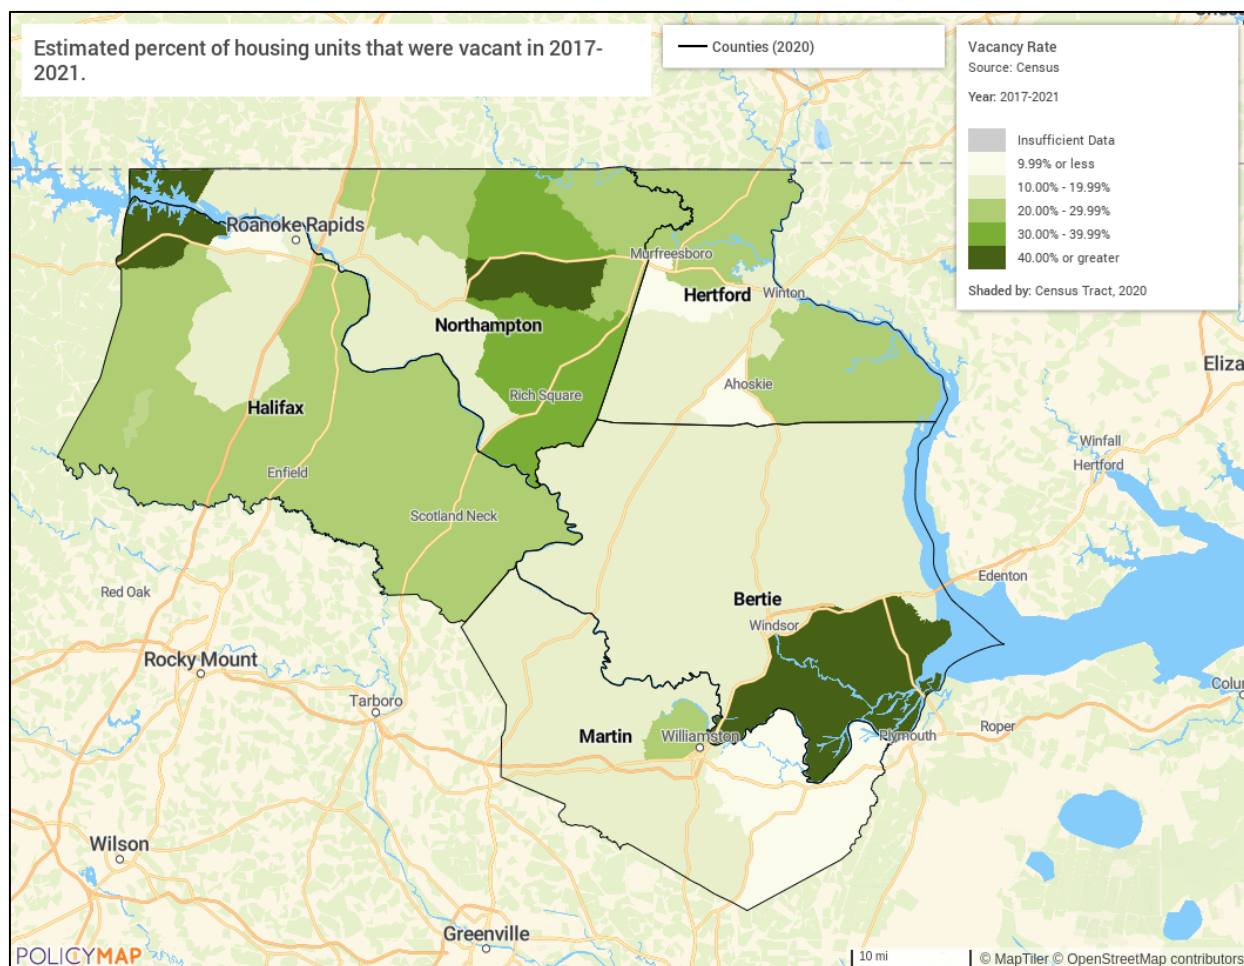 Estimated percent of housing units that were vacant in 2017-
2021.
Counties (2020)
Vacancy Rate
Source: Census
Year: 2017-2021
Insufficient Data
9.99% or less
10.00% - 19.99%
20.00% - 29.99%
30.00% - 39.99%
40.00% or greater
Shaded by: Census Tract, 2020
Roanoke Rapids
Murfreesboro
Hertford
Winton
Northampton
Eliza
Ahoskie
Rich Square
Halifax
Winfall
Hertford
Enfield
Scotland Neck
Edenton
Red Oak
Bertie
Windsor
Rocky Mount
Colu
Tarboro
Roper
Martin
Williamston
Plymouth
Wilson
Greenville
POLICYMAP
10 mi
© MapTiler © OpenStreetMap contributors